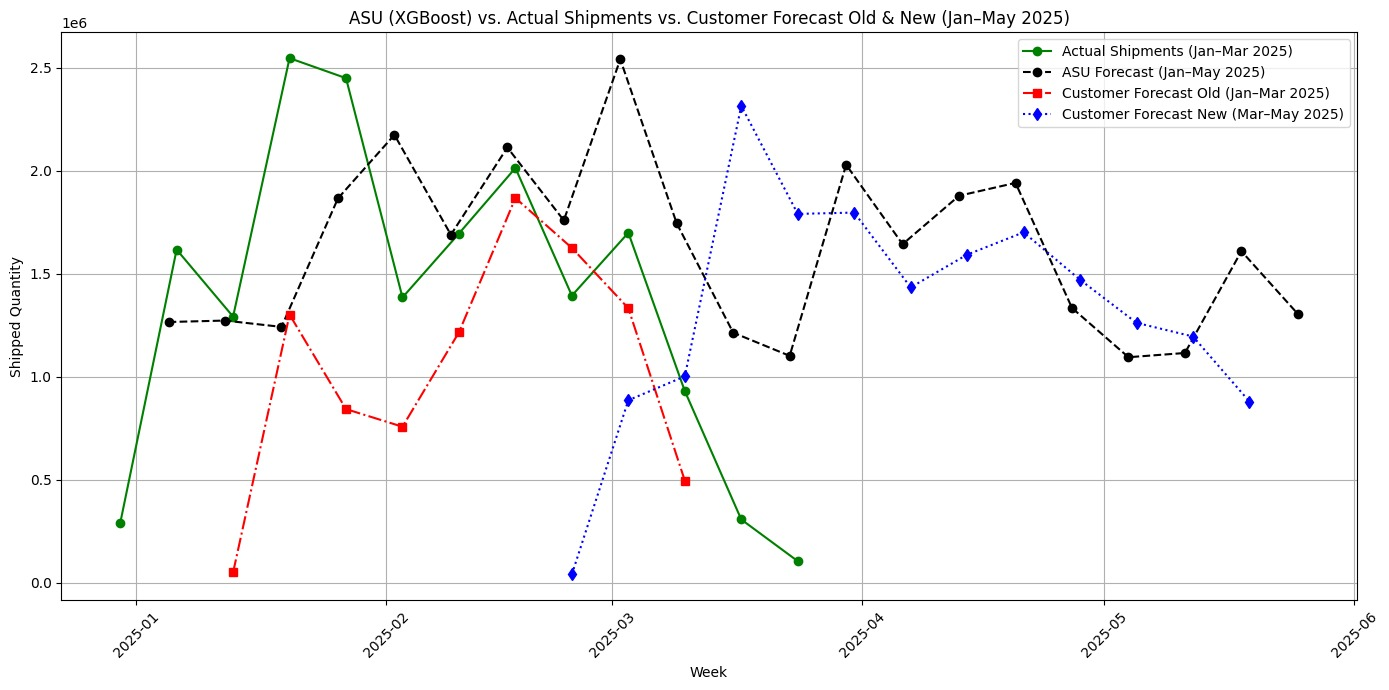 ASU (XGBoost) vs. Actual Shipments vs. Customer Forecast Old & New (Jan–May 2025)
1e6
Actual Shipments (Jan–Mar 2025)
ASU Forecast (Jan–May 2025)
Customer Forecast Old (Jan–Mar 2025)
Customer Forecast New (Mar–May 2025)
2.5
2.0
1.5
1.0
0.5
0.0
Shipped Quantity
2025-01
2025-02
2025-03
2025-04
2025-05
2025-06
Week